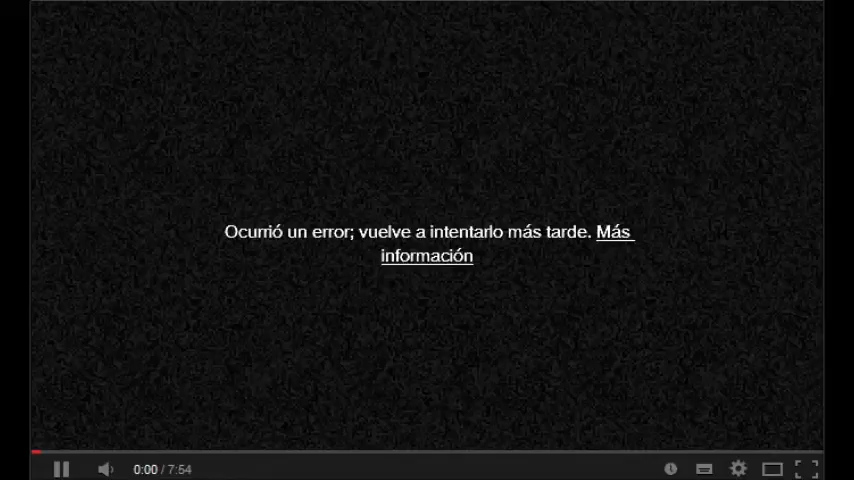 Ocurrió un error; vuelve a intentarlo más tarde. Más
información
0:00 / 7:54